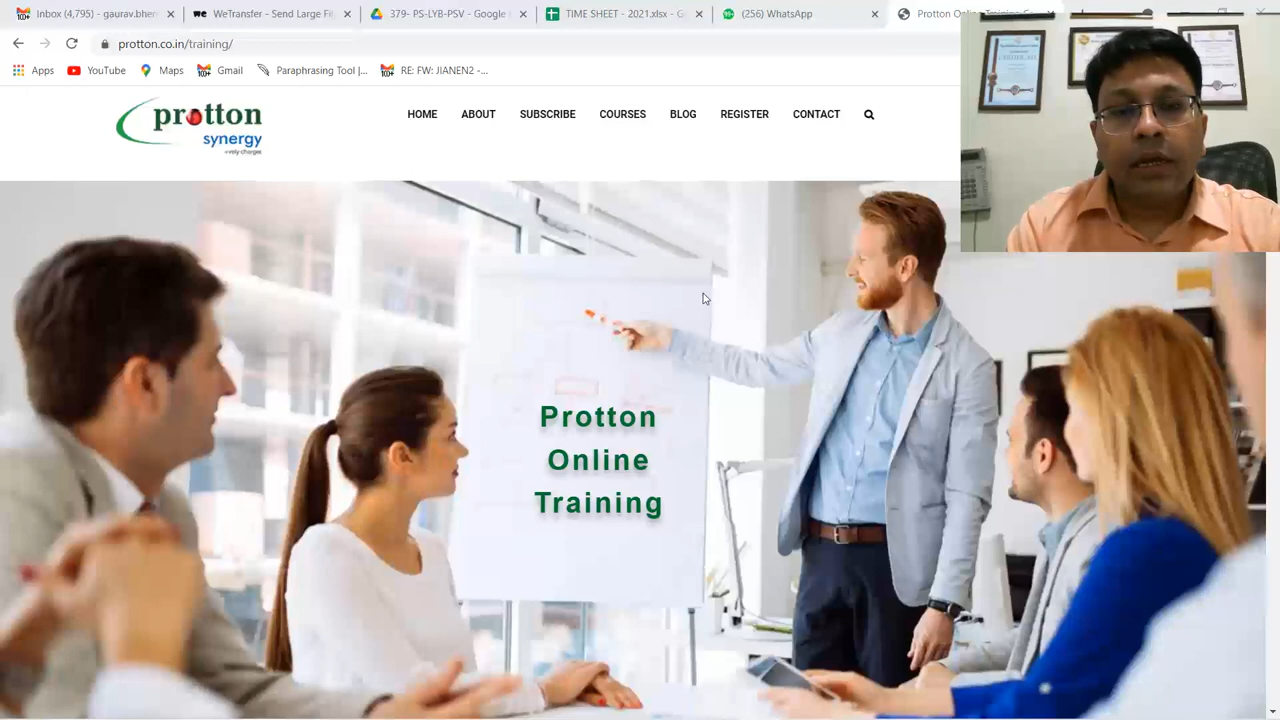 Inbox (4,795) - gaurav.bher
WeTransfer - Send Large Fi
379- PS-LYB-PSV - Google
TIME SHEET - 2021.xlsx - G
(256) WhatsApp
Protton Online Training Co
protton.co.in/training/
Apps
YouTube
Maps
Gmail
Paraphrasing Tool |...
RE: FW: JIANEN2 -...
protton
synergy
HOME
ABOUT
SUBSCRIBE
COURSES
BLOG
REGISTER
CONTACT
Protton
Online
Training